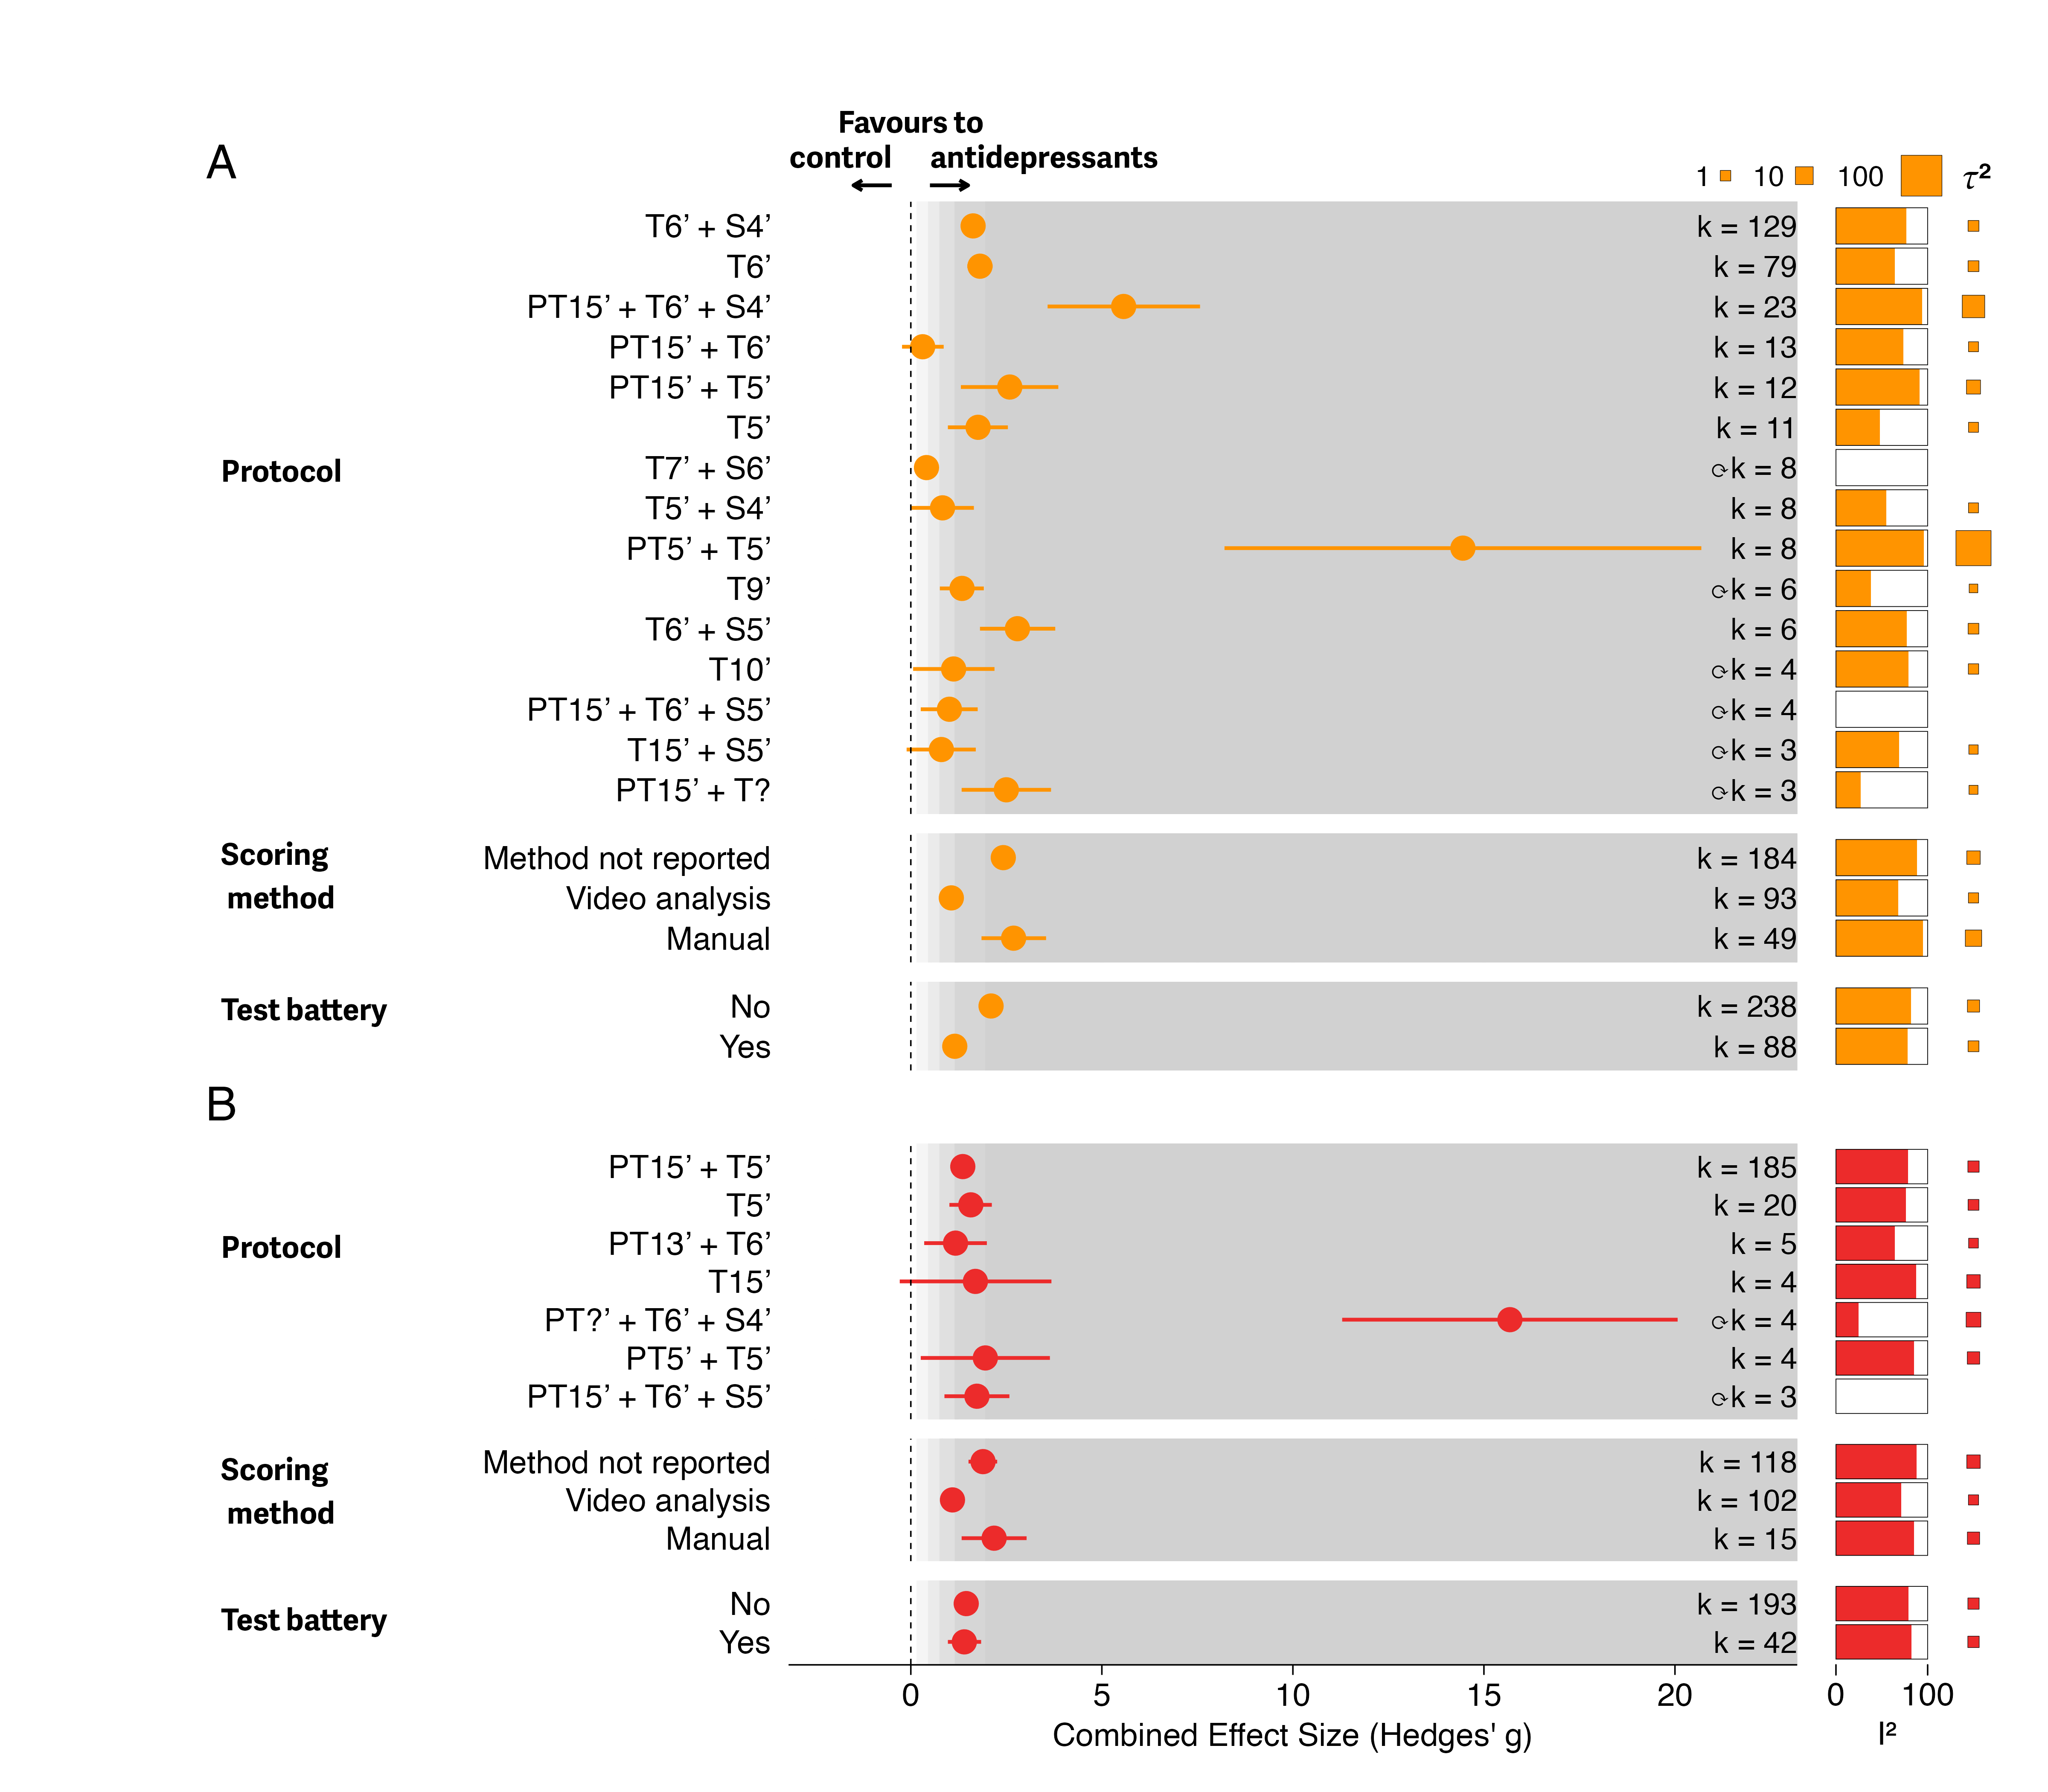 Favours to
control antidepressants
A
1 10 100 τ²
T6’ + S4’ k = 129
T6’ k = 79
PT15’ + T6’ + S4’ k = 23
PT15’ + T6’ k = 13
PT15’ + T5’ k = 12
T5’ k = 11
Protocol
T7’ + S6’ ⟳k = 8
T5’ + S4’ k = 8
PT5’ + T5’ k = 8
T9’ ⟳k = 6
T6’ + S5’ k = 6
T10’ ⟳k = 4
PT15’ + T6’ + S5’ ⟳k = 4
T15’ + S5’ ⟳k = 3
PT15’ + T? ⟳k = 3
Scoring
method
Method not reported k = 184
Video analysis k = 93
Manual k = 49
Test battery
No k = 238
Yes k = 88
B
PT15’ + T5’ k = 185
T5’ k = 20
Protocol
PT13’ + T6’ k = 5
T15’ k = 4
PT?’ + T6’ + S4’ ⟳k = 4
PT5’ + T5’ k = 4
PT15’ + T6’ + S5’ ⟳k = 3
Scoring
method
Method not reported k = 118
Video analysis k = 102
Manual k = 15
Test battery
No k = 193
Yes k = 42
0 5 10 15 20 0 100
Combined Effect Size (Hedges' g) I²